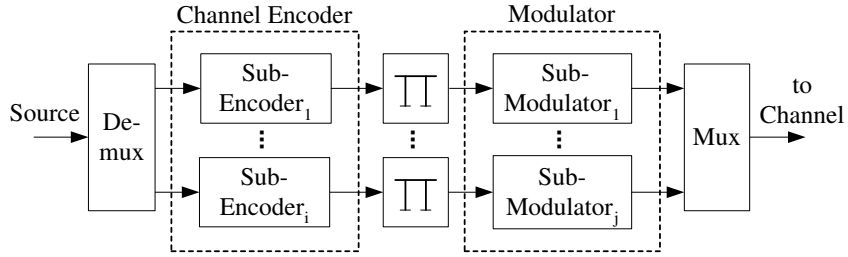 Channel Encoder
Modulator
Source
De-
mux
Sub-
Encoder₁
Sub-
Encoderᵢ
∏
∏
Sub-
Modulator₁
Sub-
Modulatorⱼ
Mux
to
Channel